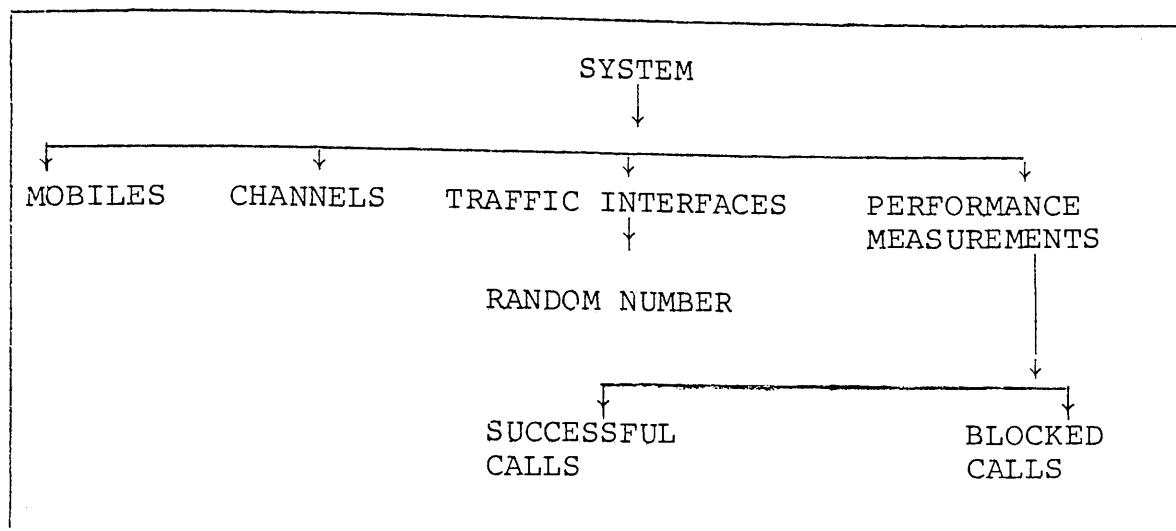 SYSTEM
MOBILES CHANNELS TRAFFIC INTERFACES PERFORMANCE
MEASUREMENTS
RANDOM NUMBER
SUCCESSFUL
CALLS
BLOCKED
CALLS